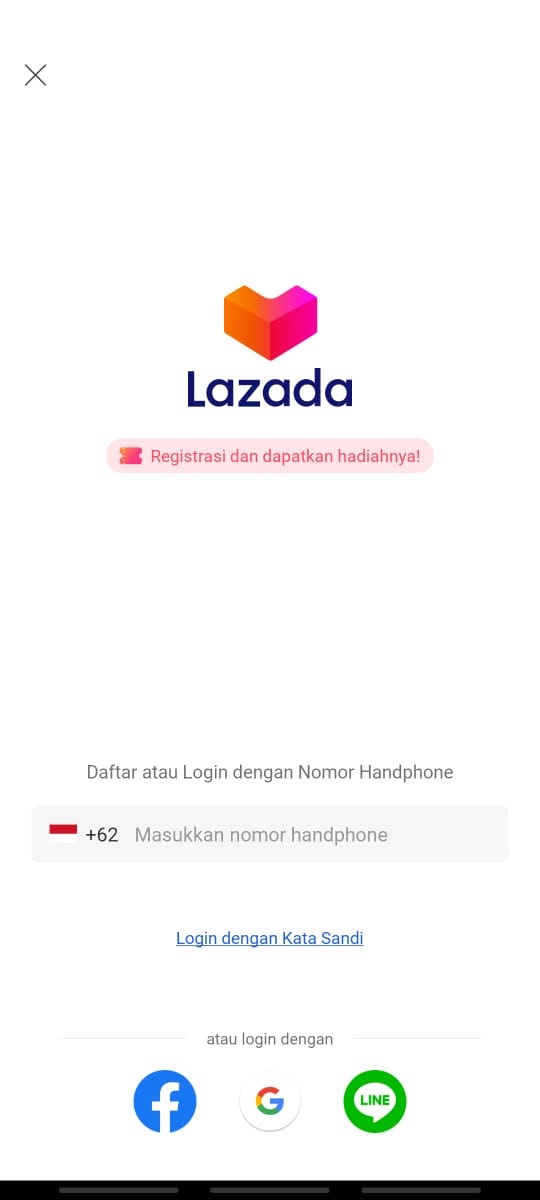 Lazada
Registrasi dan dapatkan hadiahnya!
Daftar atau Login dengan Nomor Handphone
+62 Masukkan nomor handphone
Login dengan Kata Sandi
atau login dengan
LINE